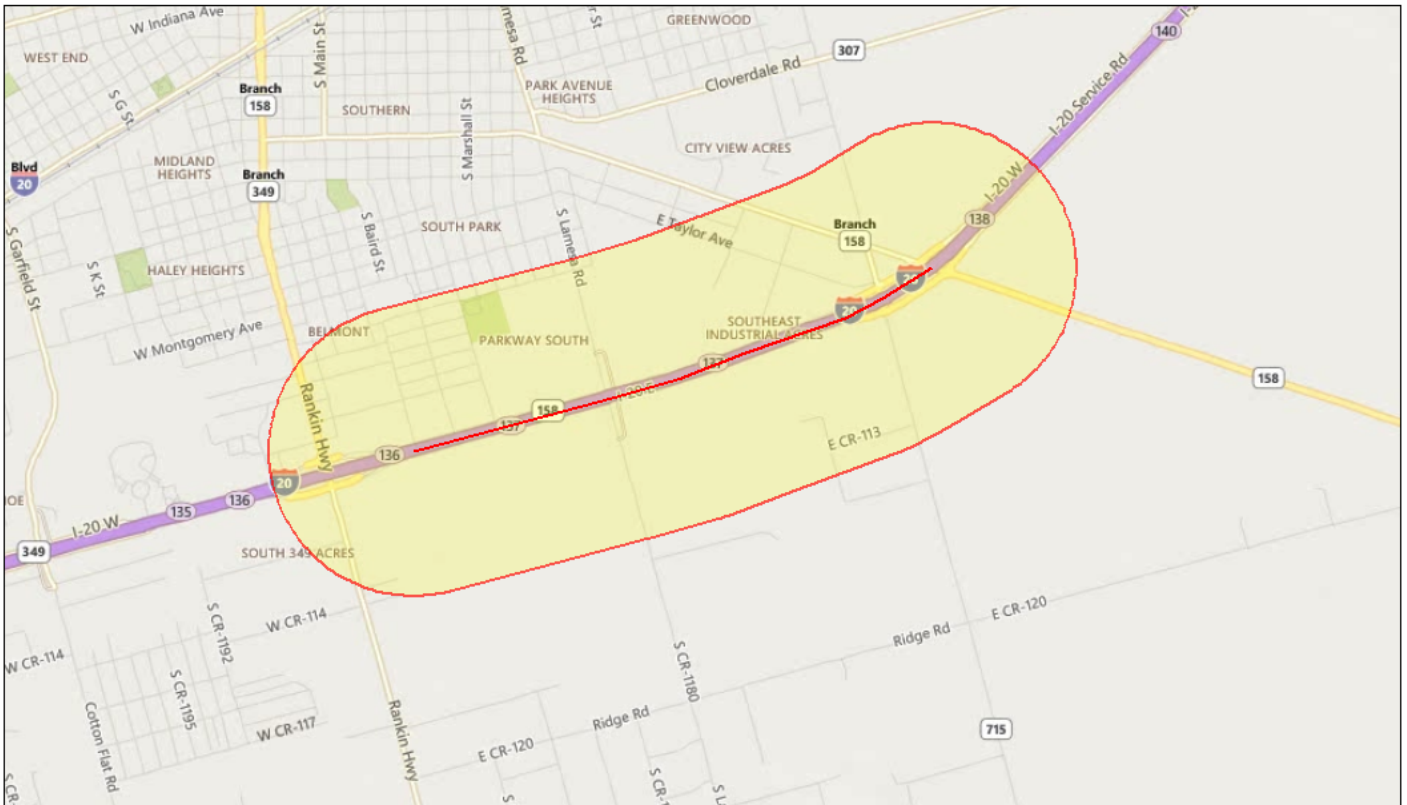 W Indiana Ave
WEST END
S G St
S Main St
Branch
158
SOUTHERN
GREENWOOD
307
Cloverdale Rd
PARK AVENUE
HEIGHTS
140
I-20 Service Rd
S Marshall St
MIDLAND
HEIGHTS
Blvd
20
Branch
349
CITY VIEW ACRES
I-20 W
138
S Garfield St
S K St
HALEY HEIGHTS
S Baird St
SOUTH PARK
S Lamesa Rd
E Taylor Ave
Branch
158
20
20
W Montgomery Ave
BELMONT
PARKWAY SOUTH
SOUTHEAST
INDUSTRIAL ACRES
137
158
137
158
Rankin Hwy
136
20
E CR-113
136
135
I-20 W
349
SOUTH 349 ACRES
W CR-114
W CR-114
S CR-1192
S CR-1195
W CR-117
Cotton Flat Rd
Rankin Hwy
E CR-120
Ridge Rd
S CR-1180
Ridge Rd
E CR-120
715